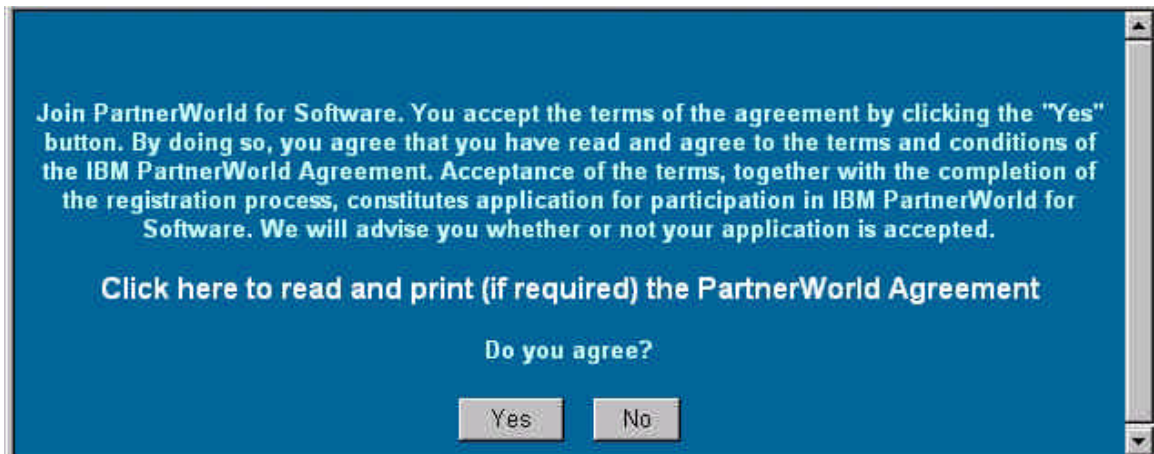 Join PartnerWorld for Software. You accept the terms of the agreement by clicking the "Yes"
button. By doing so, you agree that you have read and agree to the terms and conditions of
the IBM PartnerWorld Agreement. Acceptance of the terms, together with the completion of
the registration process, constitutes application for participation in IBM PartnerWorld for
Software. We will advise you whether or not your application is accepted.
Click here to read and print (if required) the PartnerWorld Agreement
Do you agree?
Yes No